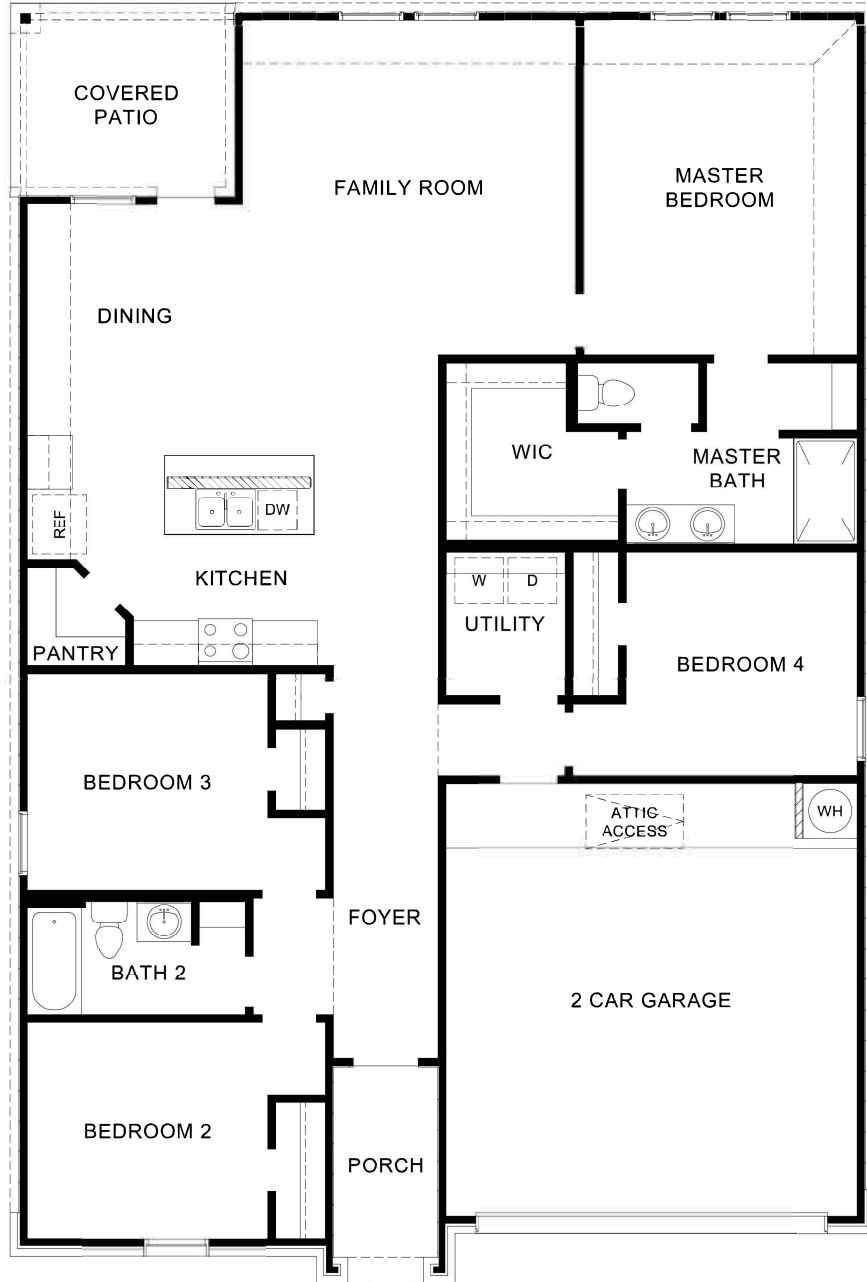 COVERED
PATIO
FAMILY ROOM
MASTER
BEDROOM
DINING
WIC
MASTER
BATH
REF
DW
KITCHEN
W
D
UTILITY
PANTRY
BEDROOM 4
BEDROOM 3
ATTIC
ACCESS
WH
FOYER
BATH 2
2 CAR GARAGE
BEDROOM 2
PORCH